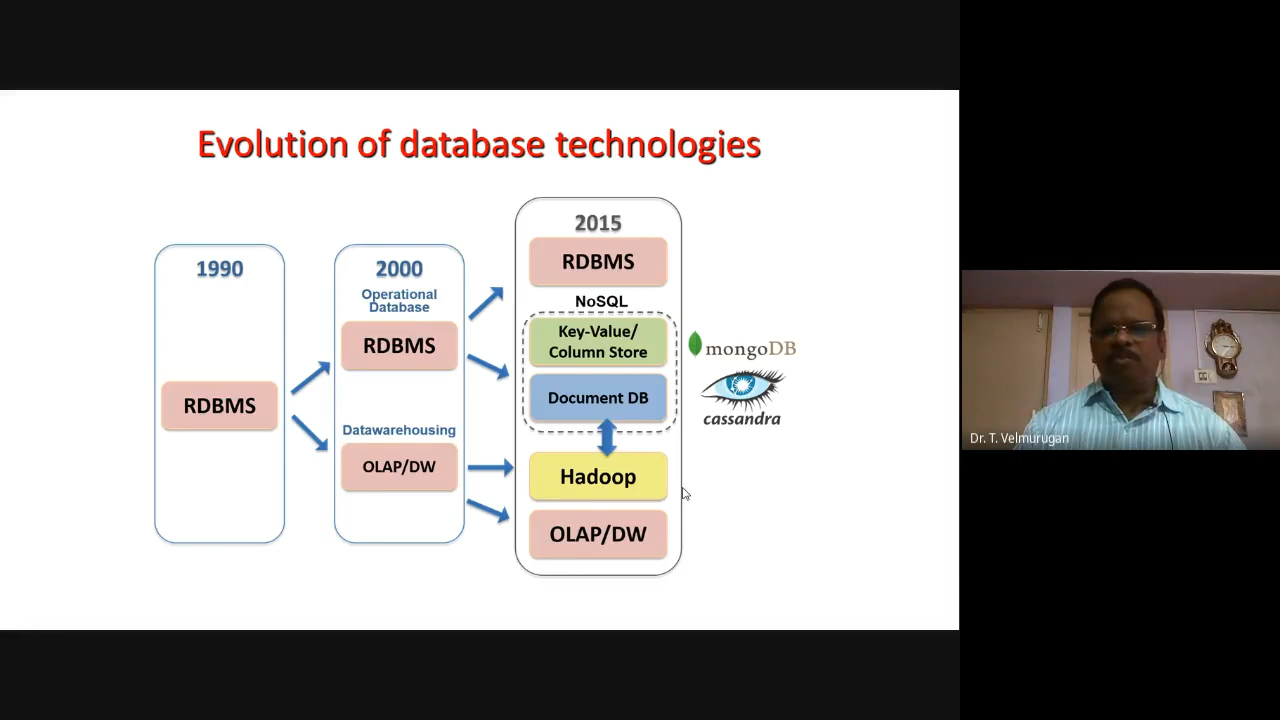 Evolution of database technologies
1990
RDBMS
2000
Operational
Database
RDBMS
Datawarehousing
OLAP/DW
2015
RDBMS
NoSQL
Key-Value/
Column Store
Document DB
Hadoop
OLAP/DW
mongoDB
cassandra
Dr. T. Velmurugan